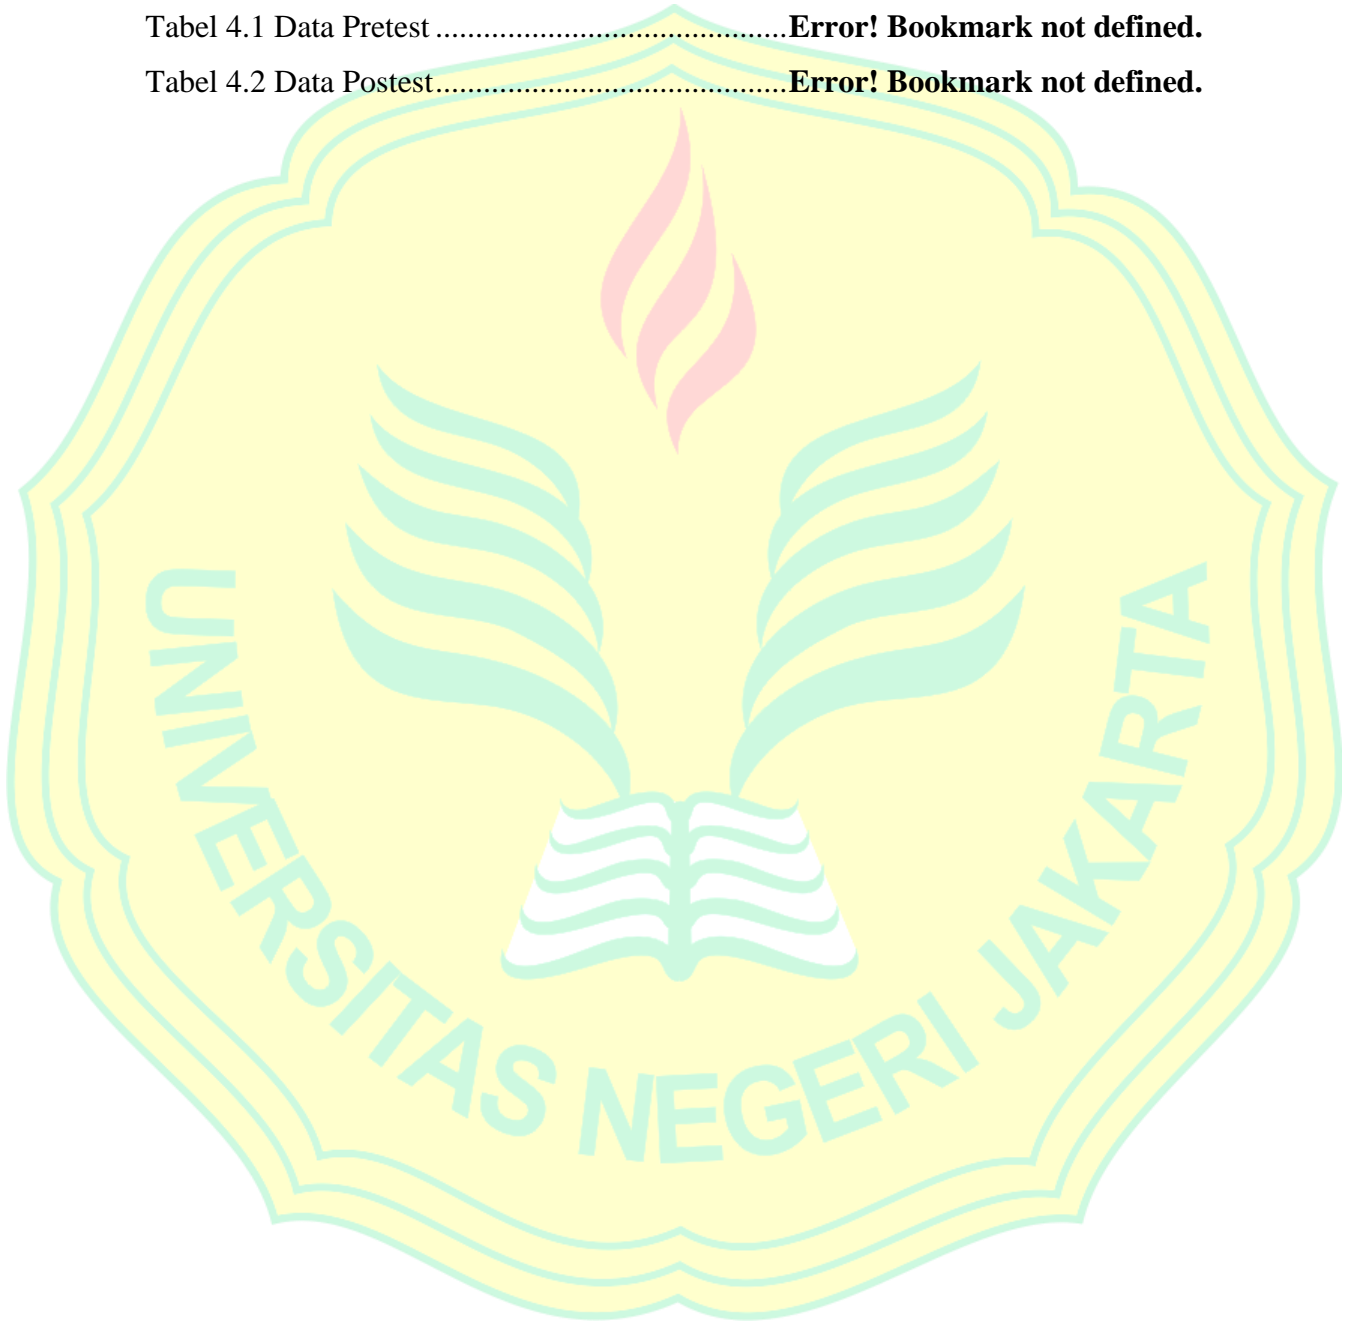 Tabel 4.1 Data Pretest ............................................ Error! Bookmark not defined.
Tabel 4.2 Data Postest............................................ Error! Bookmark not defined.
UNIVERSITAS NEGERI JAKARTA